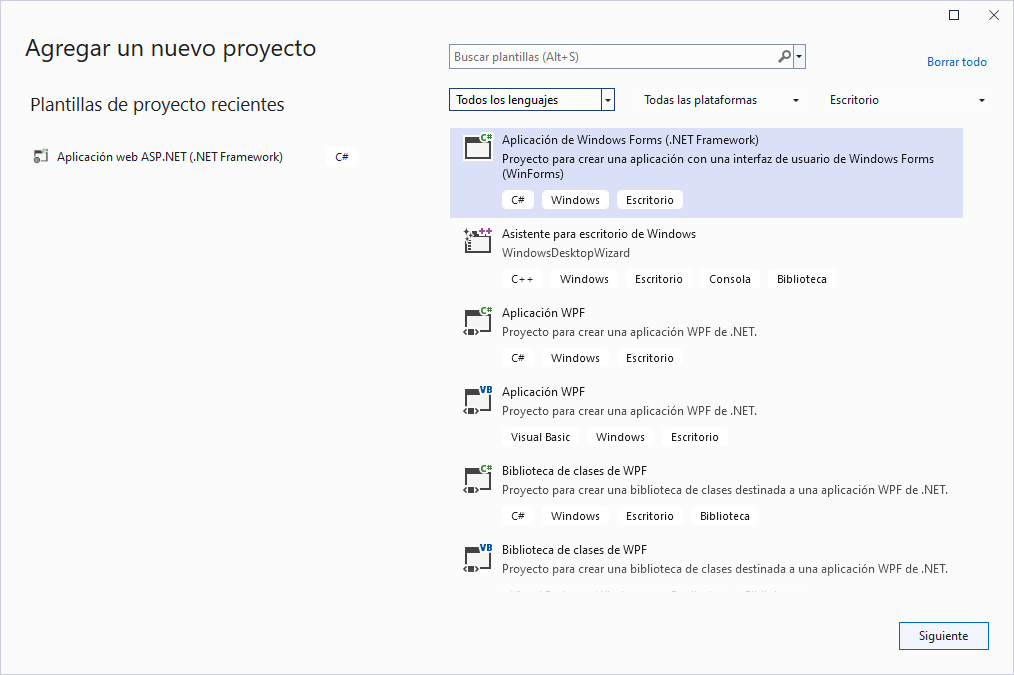 Agregar un nuevo proyecto
Buscar plantillas (Alt+S)
Borrar todo
Plantillas de proyecto recientes
Todos los lenguajes
Todas las plataformas
Escritorio
Aplicación web ASP.NET (.NET Framework)
C#
C#
Aplicación de Windows Forms (.NET Framework)
Proyecto para crear una aplicación con una interfaz de usuario de Windows Forms
(WinForms)
C# Windows Escritorio
++
Asistente para escritorio de Windows
WindowsDesktopWizard
C++ Windows Escritorio Consola Biblioteca
C#
Aplicación WPF
Proyecto para crear una aplicación WPF de .NET.
C# Windows Escritorio
VB
Aplicación WPF
Proyecto para crear una aplicación WPF de .NET.
Visual Basic Windows Escritorio
C#
Biblioteca de clases de WPF
Proyecto para crear una biblioteca de clases destinada a una aplicación WPF de .NET.
C# Windows Escritorio Biblioteca
VB
Biblioteca de clases de WPF
Proyecto para crear una biblioteca de clases destinada a una aplicación WPF de .NET.
Siguiente